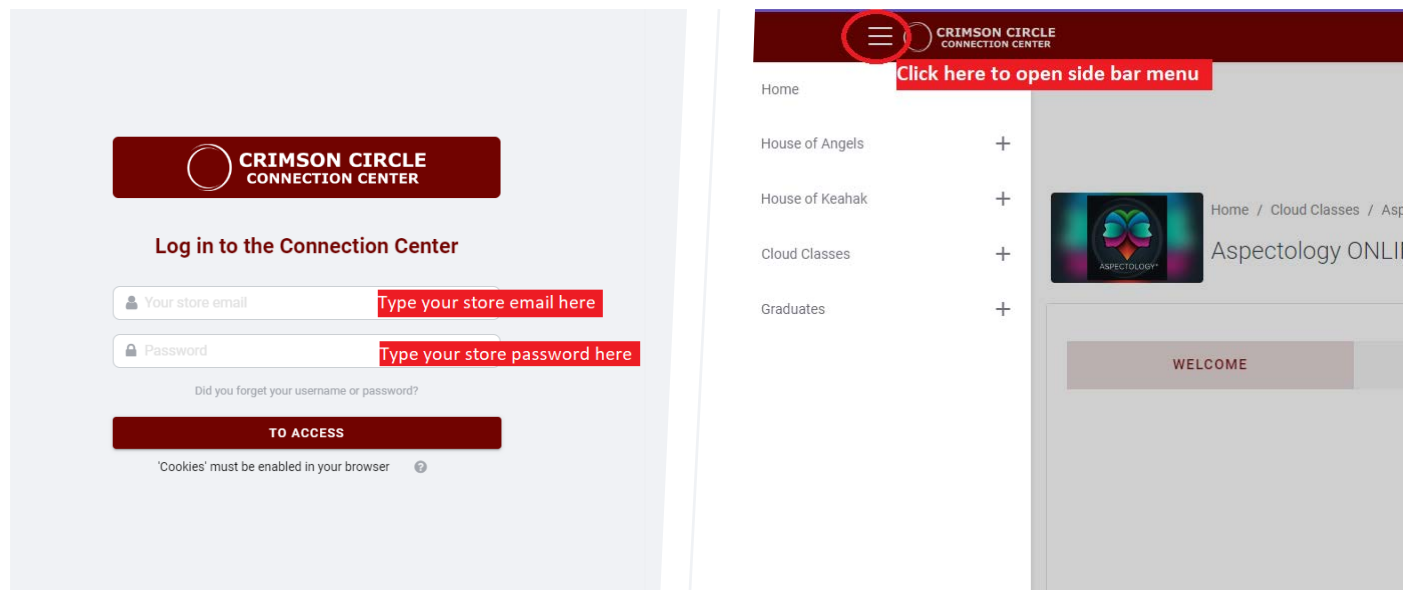 CRIMSON CIRCLE
CONNECTION CENTER
Log in to the Connection Center
Your store email
Type your store email here
Password
Type your store password here
Did you forget your username or password?
TO ACCESS
'Cookies' must be enabled in your browser
CRIMSON CIRCLE
CONNECTION CENTER
Click here to open side bar menu
Home
House of Angels
House of Keahak
Cloud Classes
Graduates
ASPECTOLOGY
Home / Cloud Classes / Asp
Aspectology ONLI
WELCOME